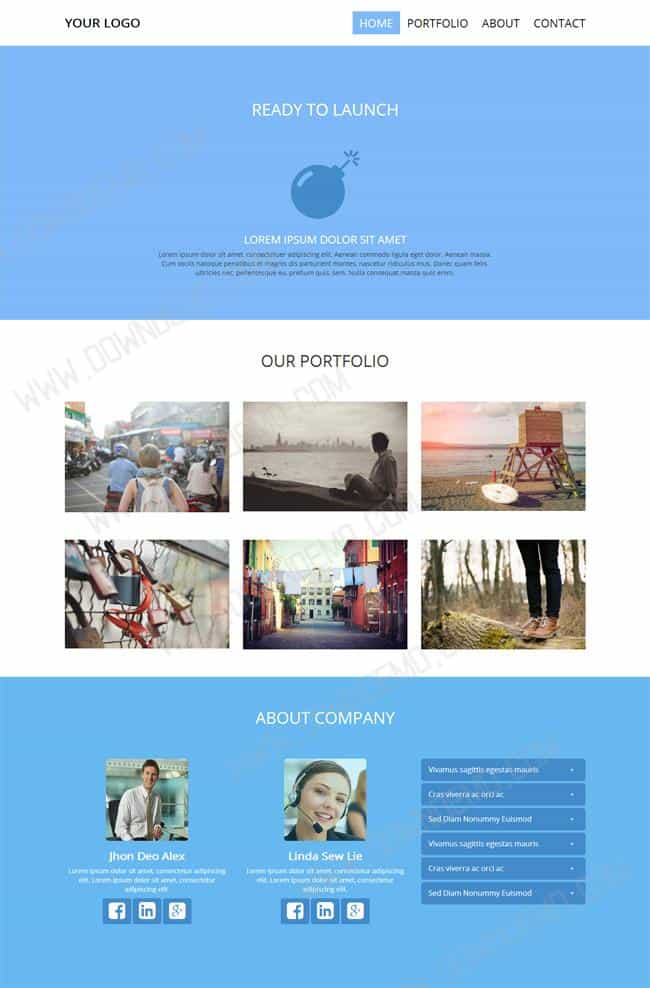 YOUR LOGO
HOME PORTFOLIO ABOUT CONTACT
READY TO LAUNCH
LOREM IPSUM DOLOR SIT AMET
Lorem ipsum dolor sit amet, consectetuer adipiscing elit. Aenean commodo ligula eget dolor. Aenean massa.
Cum sociis natoque penatibus et magnis dis parturient montes, nascetur ridiculus mus. Donec quam felis,
ultricies nec, pellentesque eu, pretium quis, sem. Nulla consequat massa quis enim.
OUR PORTFOLIO
WWW.DOWNDEMO.COM
ABOUT COMPANY
Jhon Deo Alex
Lorem ipsum dolor sit amet, consectetur adipiscing
elit. Lorem ipsum dolor sit amet, consectetur
adipiscing elit
Linda Sew Lie
Lorem ipsum dolor sit amet, consectetur adipiscing
elit. Lorem ipsum dolor sit amet, consectetur
adipiscing elit.
Vivamus sagittis egestas mauris
Cras viverra ac orci ac
Sed Diam Nonummy Euismod
Vivamus sagittis egestas mauris
Cras viverra ac orci ac
Sed Diam Nonummy Euismod